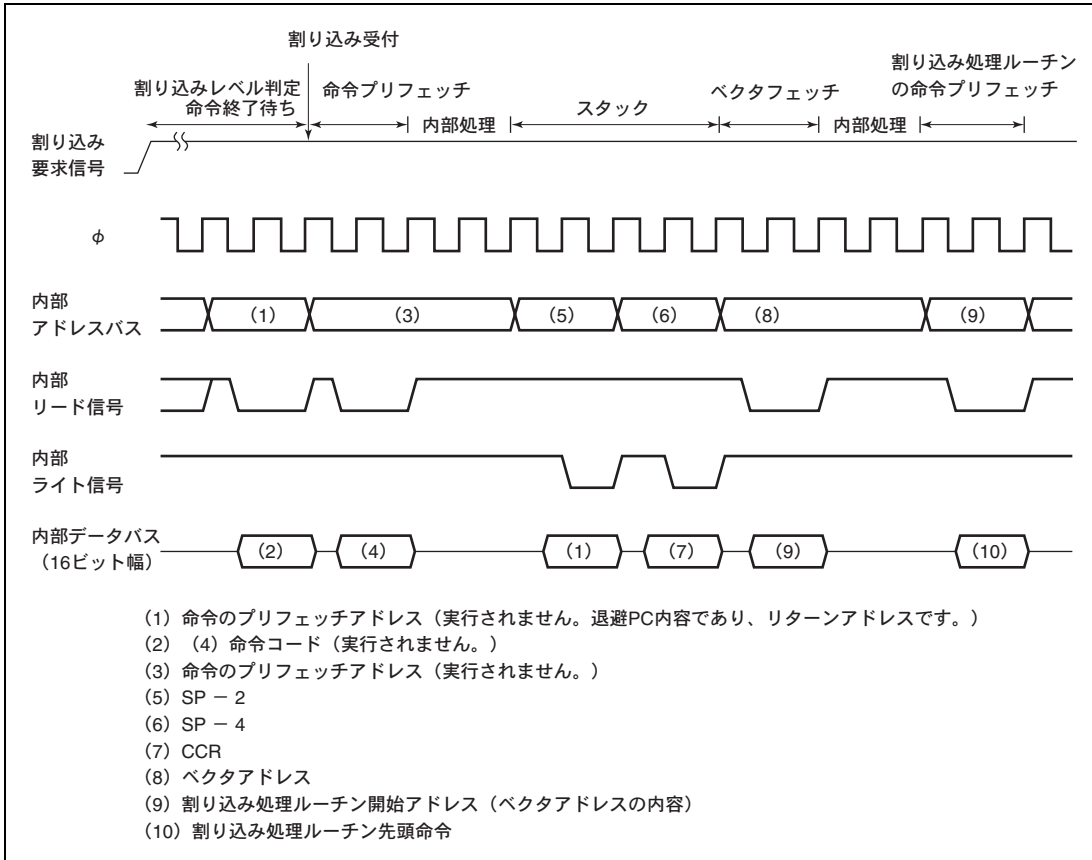 割り込み受付
割り込みレベル判定
命令終了待ち
命令プリフェッチ
内部処理
スタック
ベクタフェッチ
内部処理
割り込み処理ルーチン
の命令プリフェッチ
割り込み
要求信号
φ
内部
アドレスバス
(1) (3) (5) (6) (8) (9)
内部
リード信号
内部
ライト信号
内部データバス
(16ビット幅)
(2) (4) (1) (7) (9) (10)
(1) 命令のプリフェッチアドレス(実行されません。退避PC内容であり、リターンアドレスです。)
(2) (4) 命令コード(実行されません。)
(3) 命令のプリフェッチアドレス(実行されません。)
(5) SP − 2
(6) SP − 4
(7) CCR
(8) ベクタアドレス
(9) 割り込み処理ルーチン開始アドレス(ベクタアドレスの内容)
(10) 割り込み処理ルーチン先頭命令